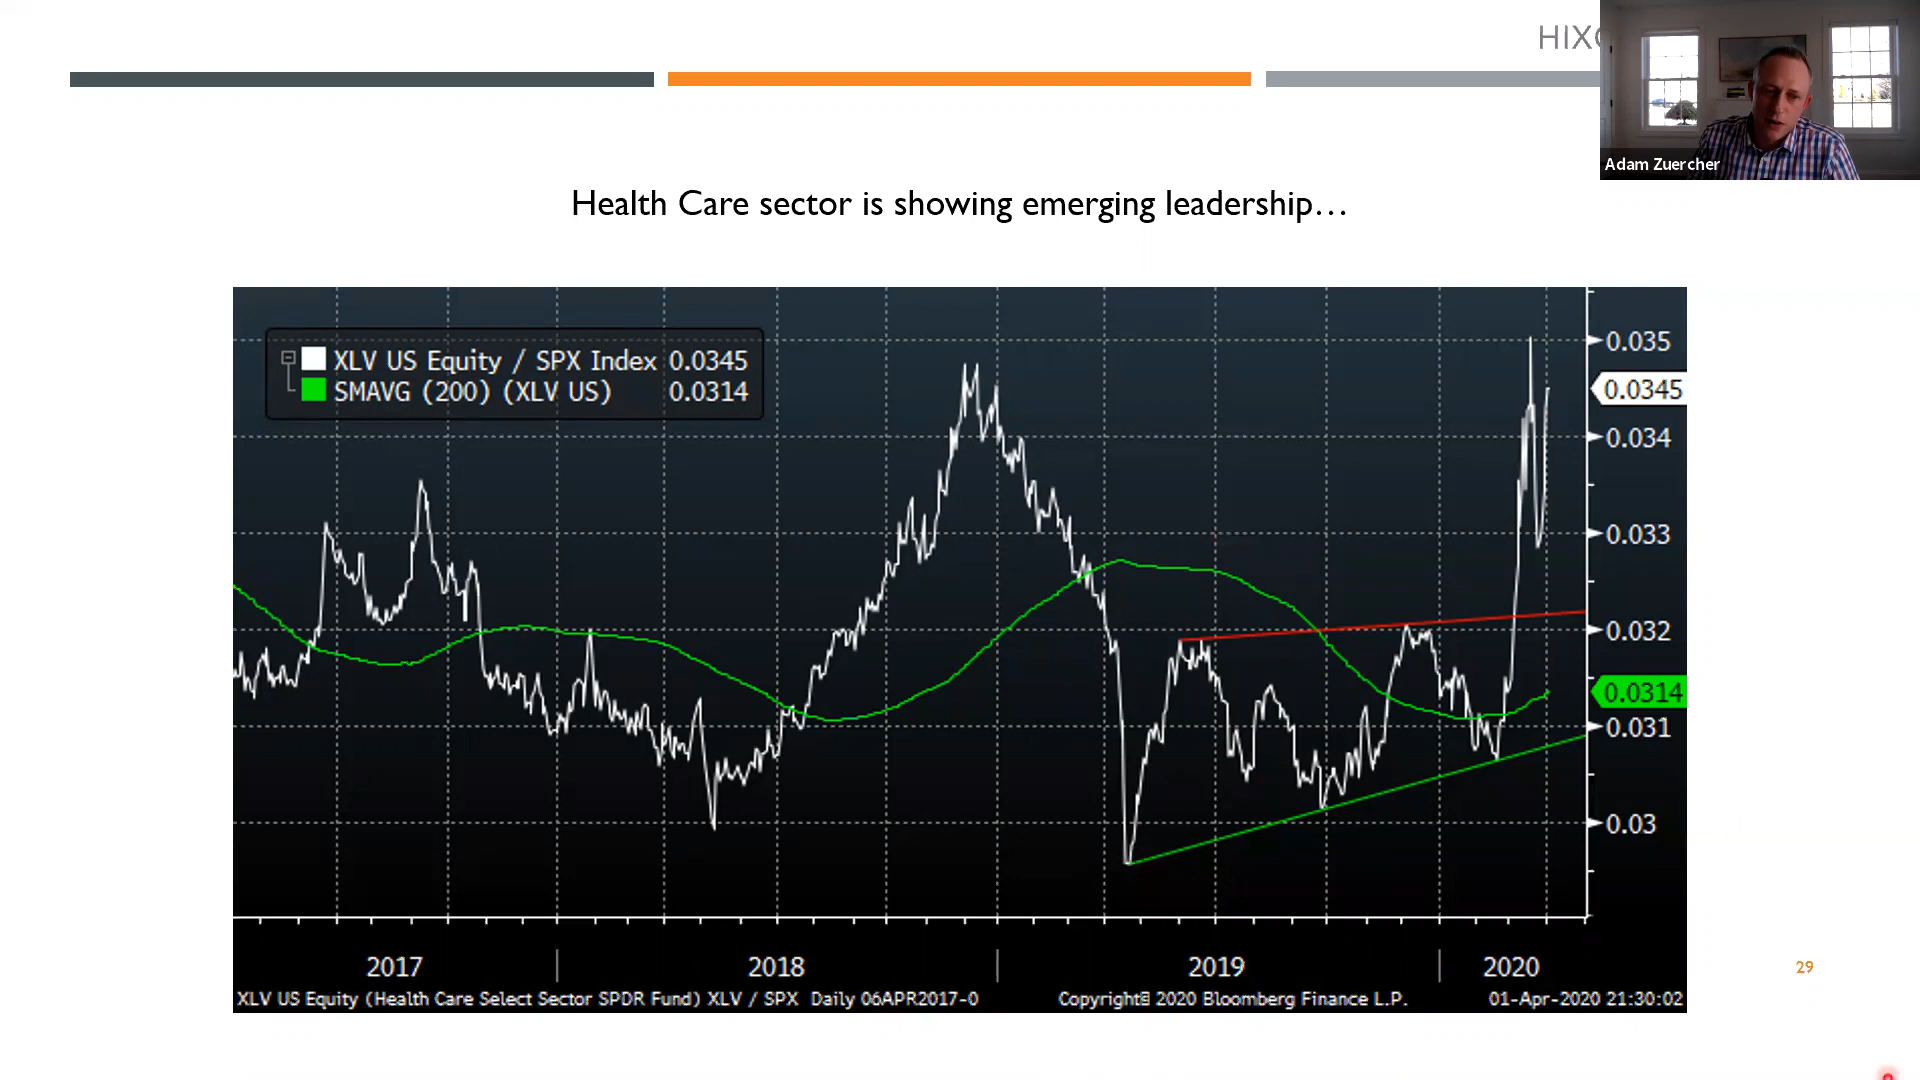 HIX
Adam Zuercher
Health Care sector is showing emerging leadership…
XLV US Equity / SPX Index 0.0345
SMAVG (200) (XLV US) 0.0314
0.035
0.0345
0.034
0.033
0.032
0.0314
0.031
0.03
2017 2018 2019 2020
29
XLV US Equity (Health Care Select Sector SPDR Fund) XLV / SPX Daily 06APR2017-0 Copyright 2020 Bloomberg Finance L.P. 01-Apr-2020 21:30:02